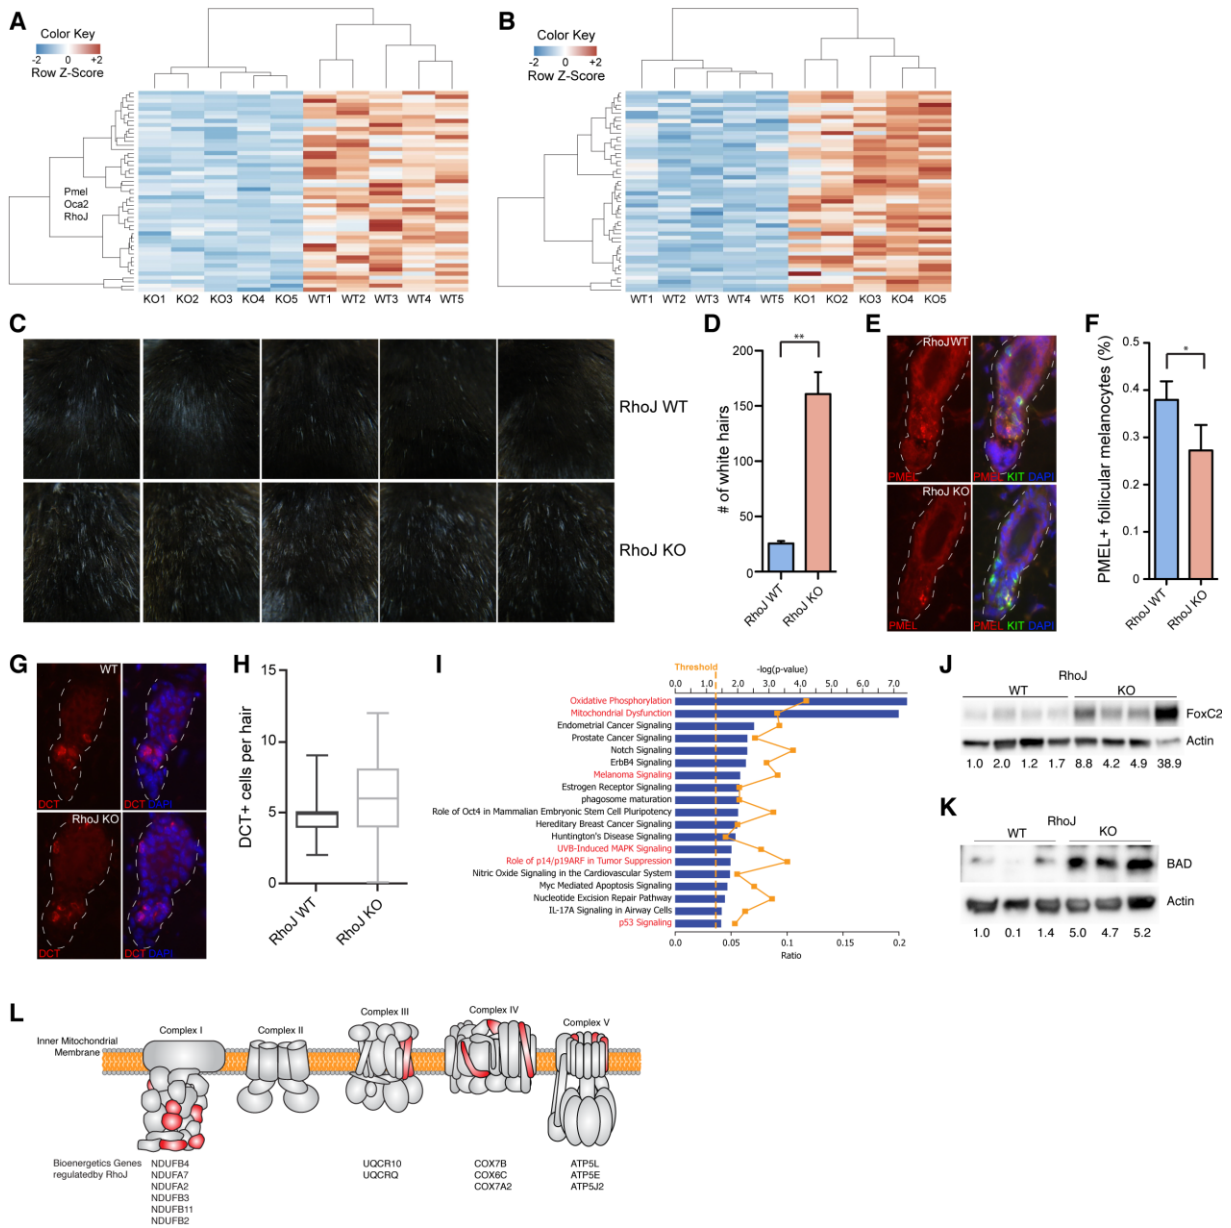 A
Color Key
-2 0 +2
Row Z-Score
Pmel
Oca2
RhoJ
KO1 KO2 KO3 KO4 KO5 WT1 WT2 WT3 WT4 WT5
B
Color Key
-2 0 +2
Row Z-Score
WT1 WT2 WT3 WT4 WT5 KO1 KO2 KO3 KO4 KO5
C
RhoJ WT
RhoJ KO
D
# of white hairs
200
150
100
50
0
**
RhoJ WT
RhoJ KO
E
RhoJ WT
PMEL
PMEL KIT DAPI
RhoJ KO
PMEL
PMEL KIT DAPI
F
PMEL+ follicular melanocytes (%)
0.5
0.4
0.3
0.2
0.1
0
*
RhoJ WT
RhoJ KO
G
WT
DCT
DCT DAPI
RhoJ KO
DCT
DCT DAPI
H
DCT+ cells per hair
15
10
5
0
RhoJ WT
RhoJ KO
I
Threshold
-log(p-value)
0.0 1.0 2.0 3.0 4.0 5.0 6.0 7.0
Oxidative Phosphorylation
Mitochondrial Dysfunction
Endometrial Cancer Signaling
Prostate Cancer Signaling
Notch Signaling
ErbB4 Signaling
Melanoma Signaling
Estrogen Receptor Signaling
phagosome maturation
Role of Oct4 in Mammalian Embryonic Stem Cell Pluripotency
Hereditary Breast Cancer Signaling
Huntington's Disease Signaling
UVB-Induced MAPK Signaling
Role of p14/p19ARF in Tumor Suppression
Nitric Oxide Signaling in the Cardiovascular System
Myc Mediated Apoptosis Signaling
Nucleotide Excision Repair Pathway
IL-17A Signaling in Airway Cells
p53 Signaling
0.0 0.05 0.1 0.2
Ratio
J
RhoJ
WT KO
FoxC2
Actin
1.0 2.0 1.2 1.7 8.8 4.2 4.9 38.9
K
RhoJ
WT KO
BAD
Actin
1.0 0.1 1.4 5.0 4.7 5.2
L
Inner Mitochondrial
Membrane
Complex I
Complex II
Complex III
Complex IV
Complex V
Bioenergetics Genes
regulatedby RhoJ
NDUFB4
NDUFA7
NDUFA2
NDUFB3
NDUFB11
NDUFB2
UQCR10
UQCRQ
COX7B
COX6C
COX7A2
ATP5L
ATP5E
ATP5J2